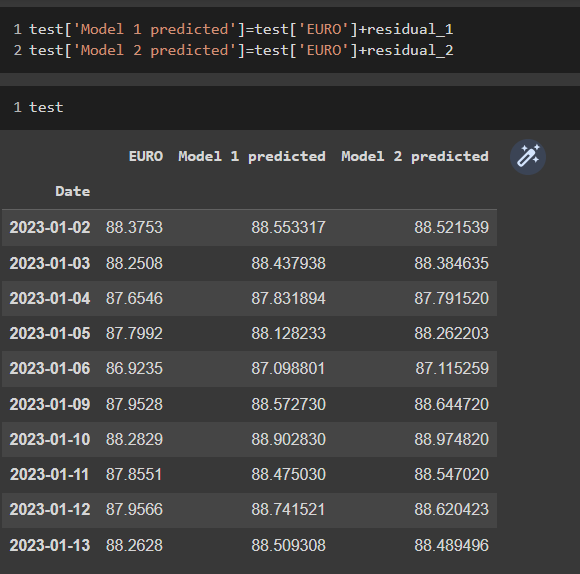 1 test['Model 1 predicted']=test['EURO']+residual_1
2 test['Model 2 predicted']=test['EURO']+residual_2
1 test
EURO Model 1 predicted Model 2 predicted
Date
2023-01-02 88.3753 88.553317 88.521539
2023-01-03 88.2508 88.437938 88.384635
2023-01-04 87.6546 87.831894 87.791520
2023-01-05 87.7992 88.128233 88.262203
2023-01-06 86.9235 87.098801 87.115259
2023-01-09 87.9528 88.572730 88.644720
2023-01-10 88.2829 88.902830 88.974820
2023-01-11 87.8551 88.475030 88.547020
2023-01-12 87.9566 88.741521 88.620423
2023-01-13 88.2628 88.509308 88.489496